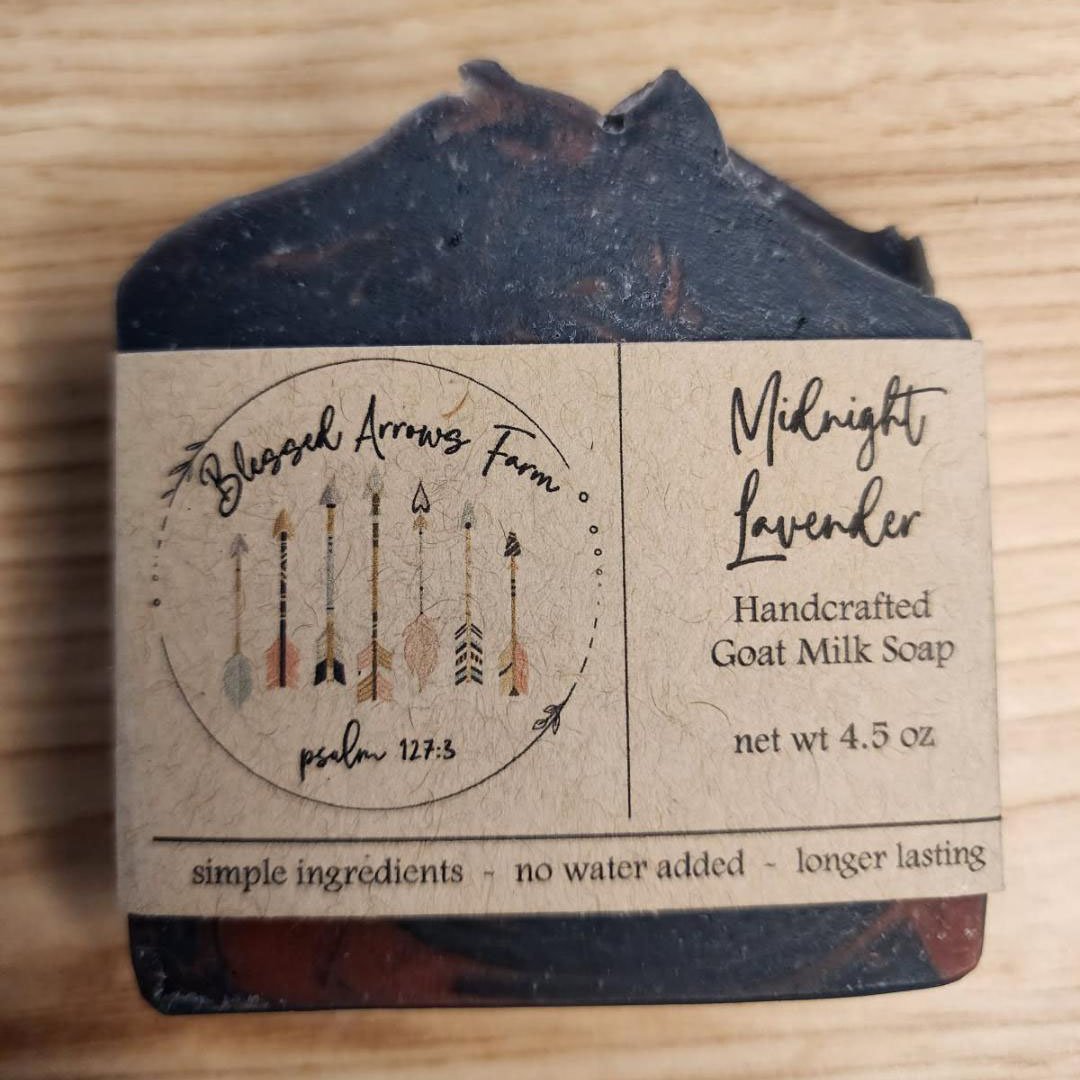 Blessed Arrows Farm
psalm 127:3
Midnight
Lavender
Handcrafted
Goat Milk Soap
net wt 4.5 oz
simple ingredients - no water added - longer lasting